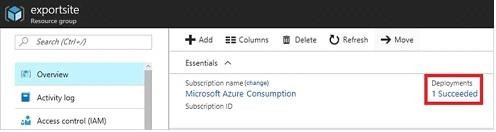 exportsite
Resource group
Search (Ctrl+/)
Overview
Activity log
Access control (IAM)
Add Columns Delete Refresh Move
Essentials
Subscription name (change)
Microsoft Azure Consumption
Subscription ID
Deployments
1 Succeeded